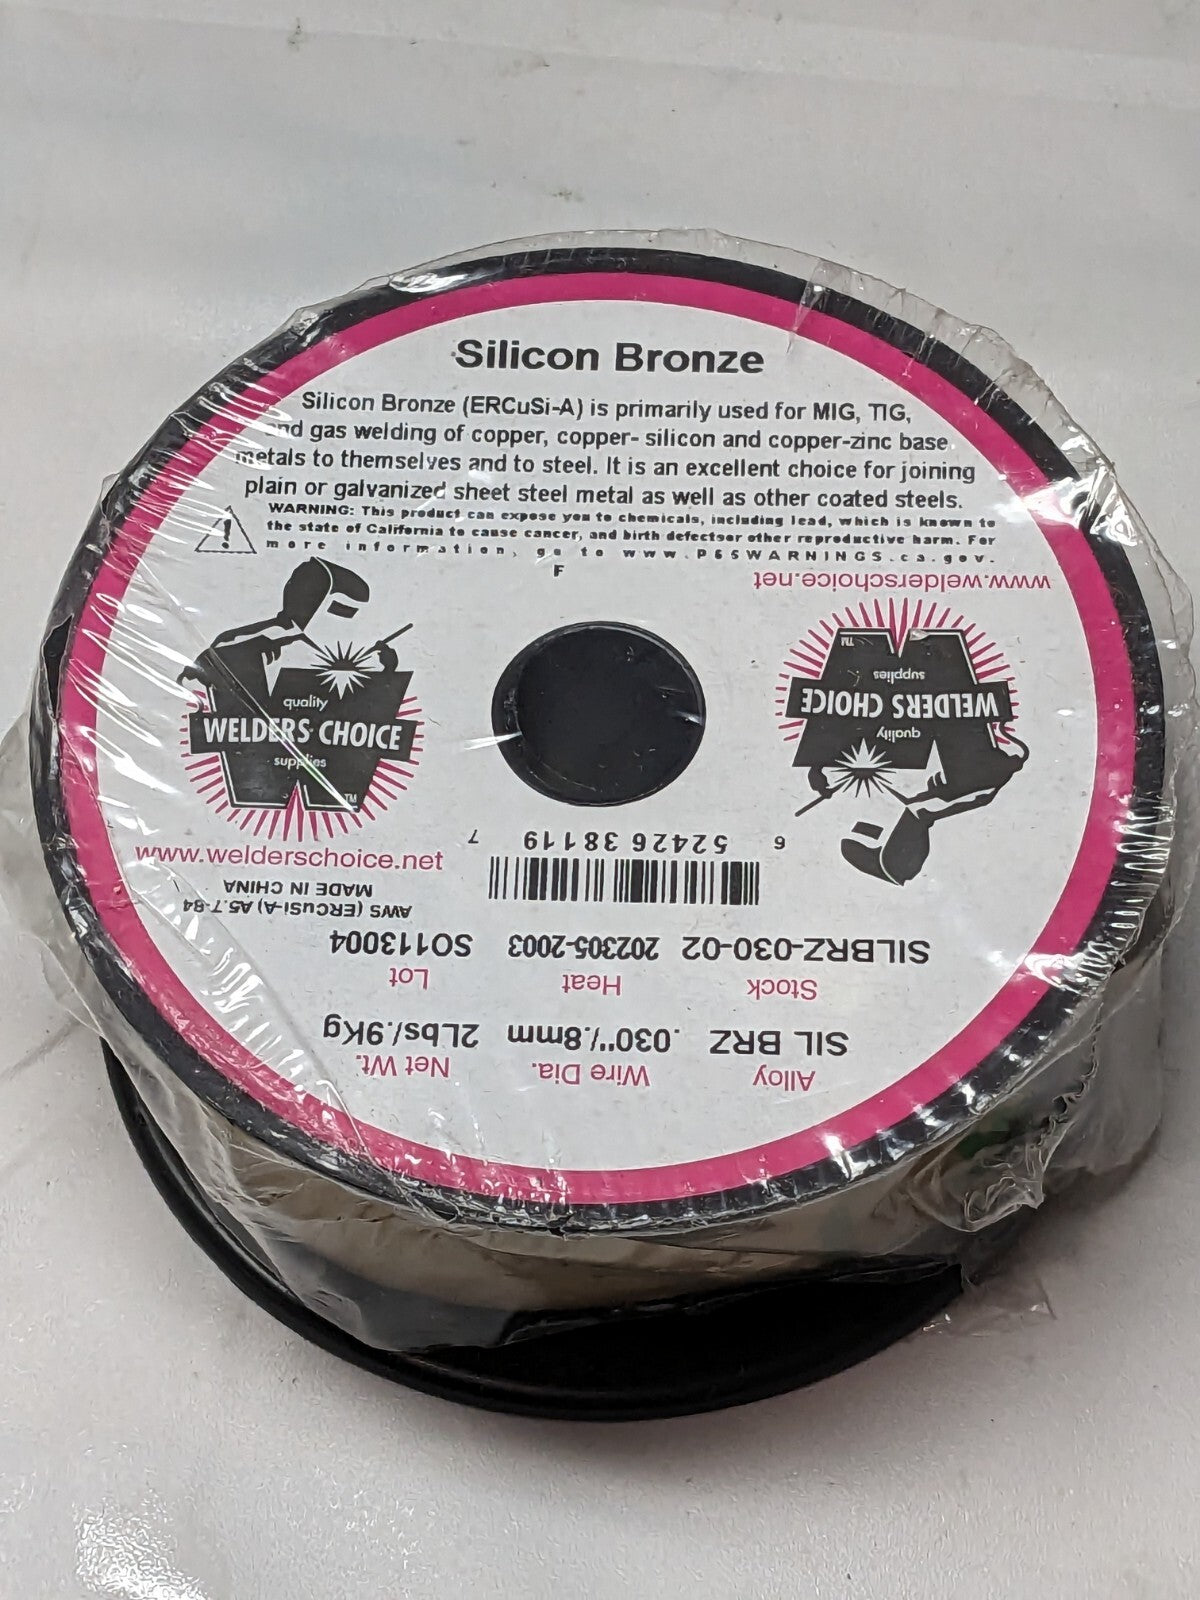 Silicon Bronze
Silicon Bronze (ERCuSi-A) is primarily used for MIG, TIG,
and gas welding of copper, copper- silicon and copper-zinc base
metals to themselves and to steel. It is an excellent choice for joining
plain or galvanized sheet steel metal as well as other coated steels.
WARNING: This product can expose you to chemicals, including lead, which is known to
the state of California to cause cancer, and birth defectsor other reproductive harm. For
more information, go to www.P65WARNINGS.ca.gov.
F
quality
WELDERS CHOICE
supplies
TM
www.welderschoice.net
Alloy Wire Dia. Net Wt.
SIL BRZ .030"/.8mm 2Lbs/.9Kg
Stock Heat Lot
SILBRZ-030-02 202305-2003 SO113004
AWS (ERCuSi-A) A5.7-84
MADE IN CHINA
6 52426 38119 7
quality
WELDERS CHOICE
supplies
TM
www.welderschoice.net